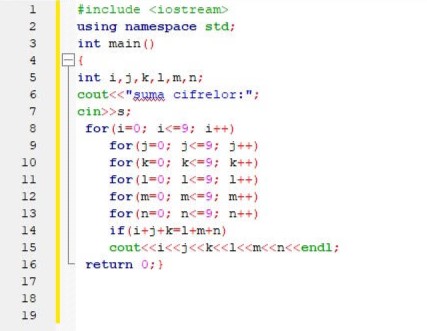 1 #include <iostream>
2 using namespace std;
3 int main()
4 {
5 int i,j,k,l,m,n;
6 cout<<"suma cifrelor:";
7 cin>>s;
8 for(i=0; i<=9; i++)
9 for(j=0; j<=9; j++)
10 for(k=0; k<=9; k++)
11 for(l=0; l<=9; l++)
12 for(m=0; m<=9; m++)
13 for(n=0; n<=9; n++)
14 if(i+j+k=l+m+n)
15 cout<<i<<j<<k<<l<<m<<n<<endl;
16 return 0;}
17
18
19